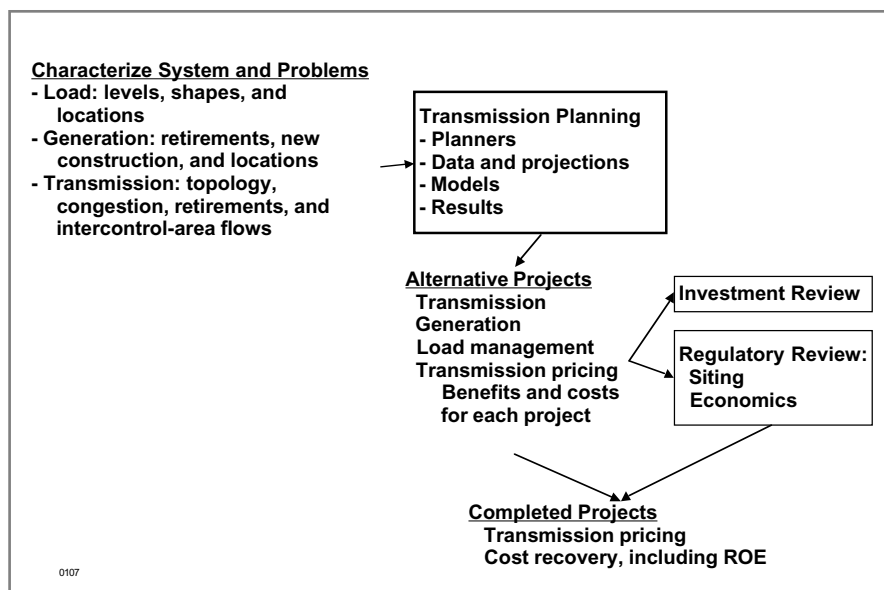 Characterize System and Problems
- Load: levels, shapes, and
locations
- Generation: retirements, new
construction, and locations
- Transmission: topology,
congestion, retirements, and
intercontrol-area flows
Transmission Planning
- Planners
- Data and projections
- Models
- Results
Alternative Projects
Transmission
Generation
Load management
Transmission pricing
Benefits and costs
for each project
Investment Review
Regulatory Review:
Siting
Economics
Completed Projects
Transmission pricing
Cost recovery, including ROE
0107